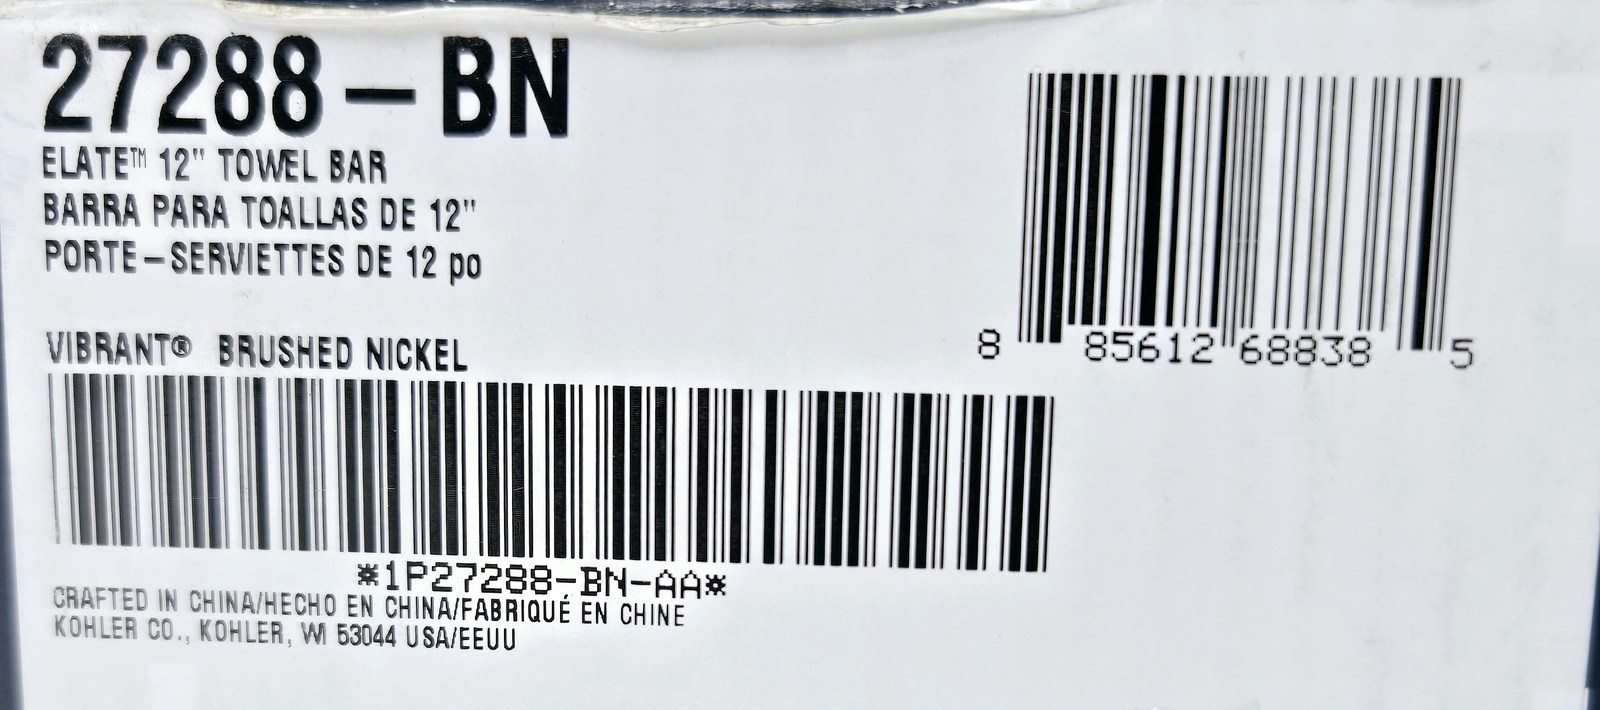 27288-BN
ELATE™ 12" TOWEL BAR
BARRA PARA TOALLAS DE 12"
PORTE-SERVIETTES DE 12 po
VIBRANT® BRUSHED NICKEL
8 85612 68838 5
*1P27288-BN-AA*
CRAFTED IN CHINA/HECHO EN CHINA/FABRIQUÉ EN CHINE
KOHLER CO., KOHLER, WI 53044 USA/EEUU